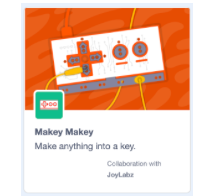 Makey Makey
Make anything into a key.
Collaboration with
JoyLabz